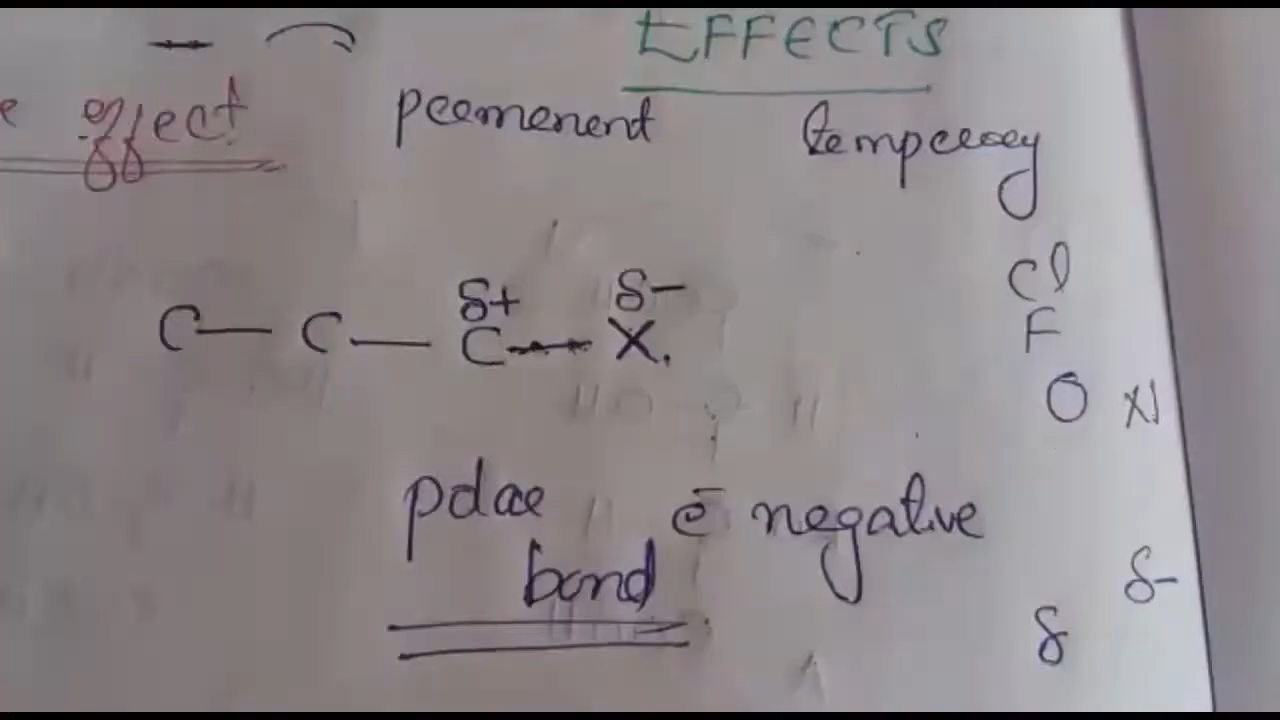 EFFECTS
e effect permenent temperory
δ+ δ-
C — C — C — X.
Cl
F
O X
polar ē negative
bond
δ-
δ